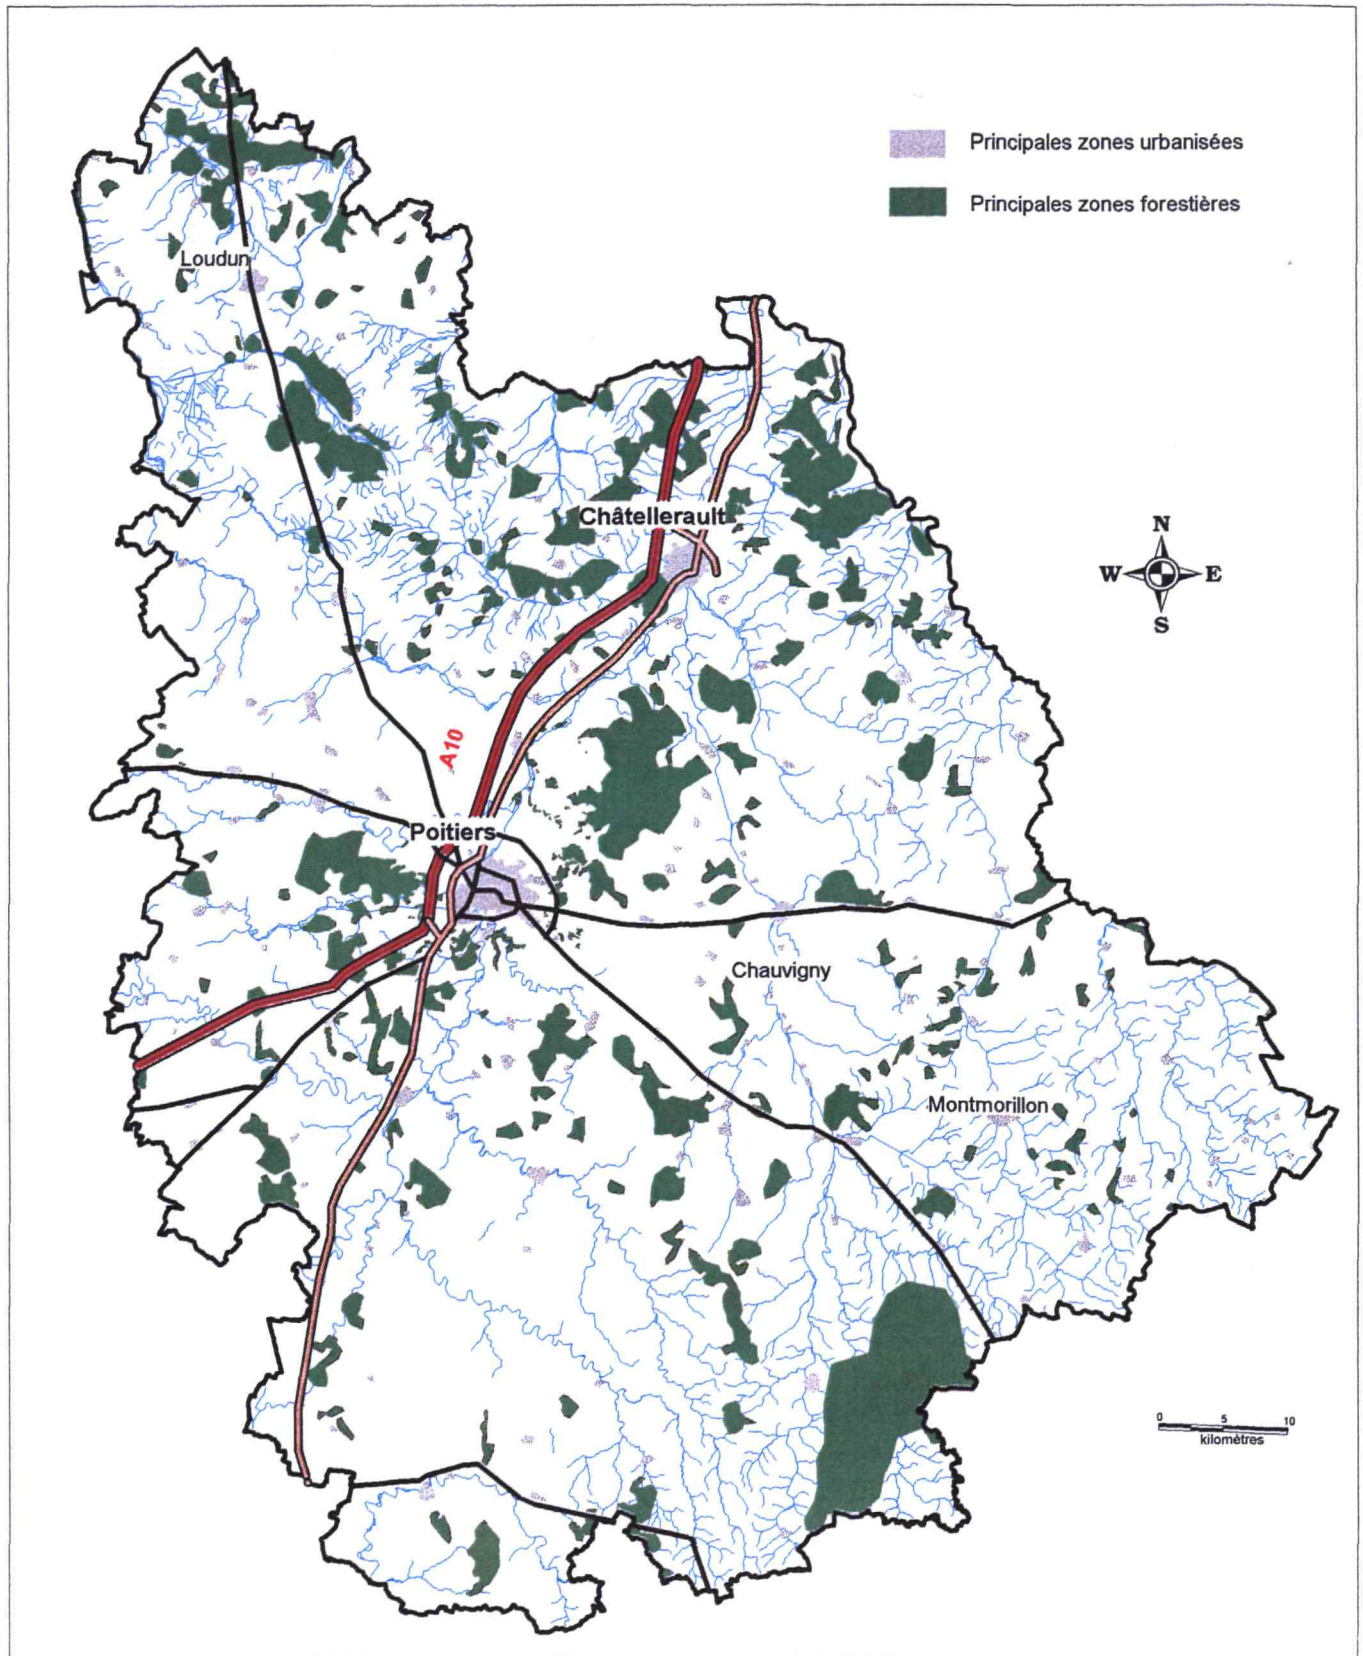 Principales zones urbanisées
Principales zones forestières
Loudun
Châtellerault
N
W E
S
A10
Poitiers
Chauvigny
Montmorillon
0 5 10
kilomètres